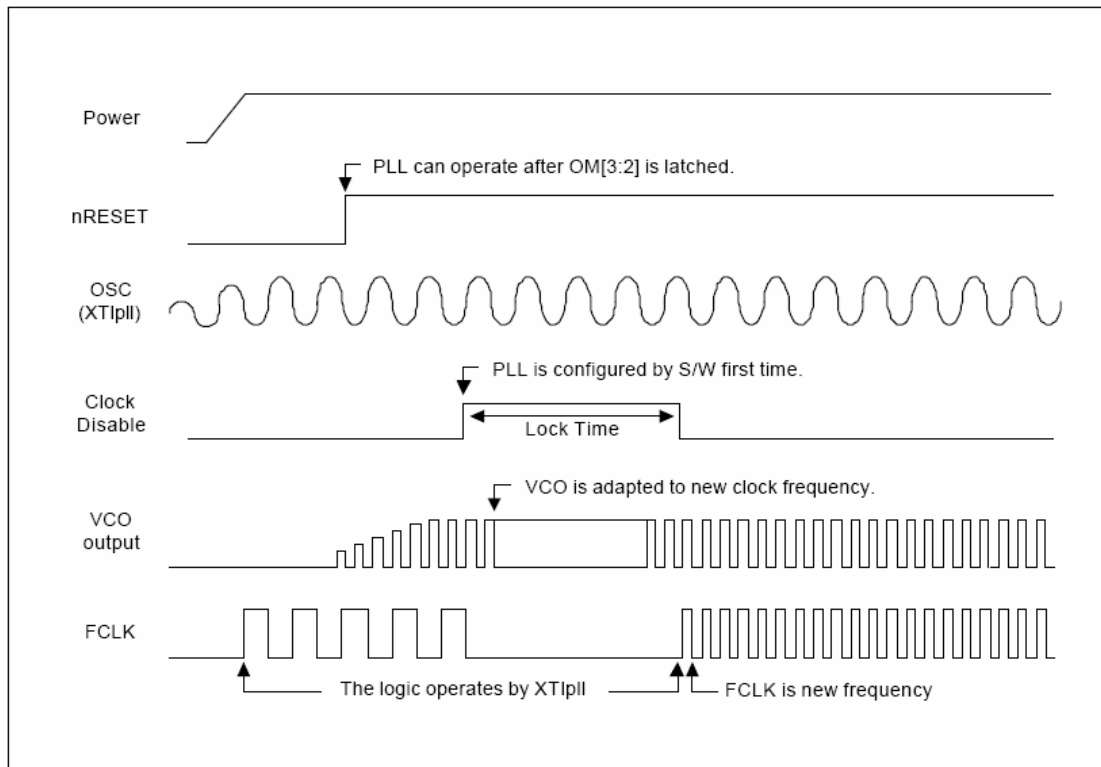 Power
PLL can operate after OM[3:2] is latched.
nRESET
OSC
(XTIpll)
PLL is configured by S/W first time.
Clock
Disable
Lock Time
VCO is adapted to new clock frequency.
VCO
output
FCLK
The logic operates by XTIpll
FCLK is new frequency